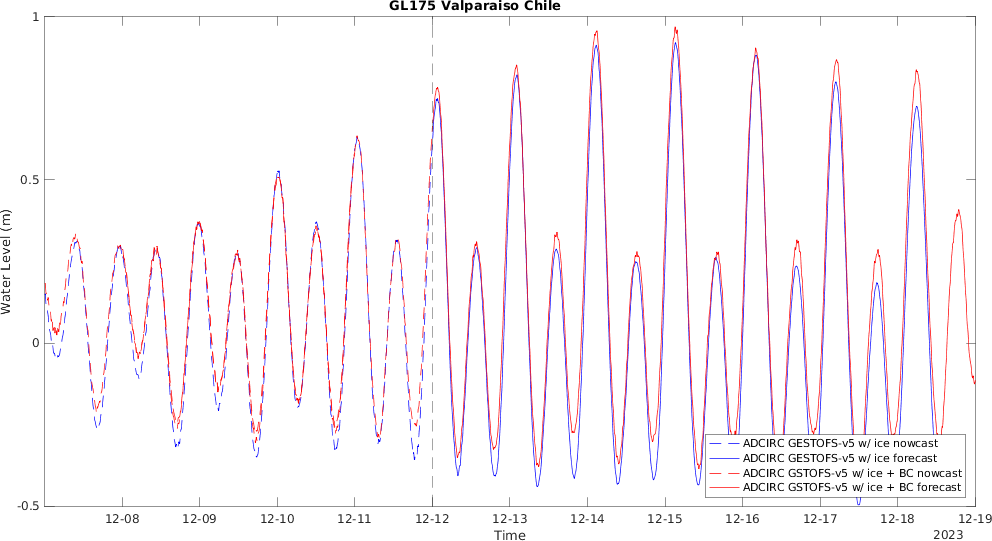 GL175 Valparaiso Chile
1
0.5
0
-0.5
Water Level (m)
ADCIRC GESTOFS-v5 w/ ice nowcast
ADCIRC GESTOFS-v5 w/ ice forecast
ADCIRC GSTOFS-v5 w/ ice + BC nowcast
ADCIRC GSTOFS-v5 w/ ice + BC forecast
12-08 12-09 12-10 12-11 12-12 12-13 12-14 12-15 12-16 12-17 12-18 12-19
Time
2023